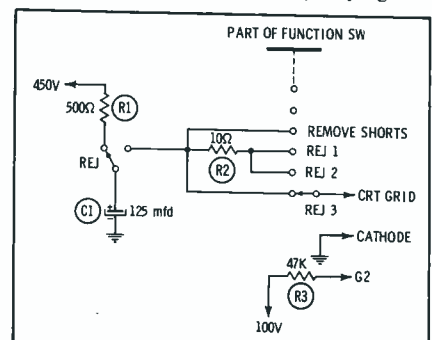 PART OF FUNCTION SW
450V
500Ω
R1
REJ
C1
125 mfd
10Ω
R2
REMOVE SHORTS
REJ 1
REJ 2
REJ 3
CRT GRID
CATHODE
47K
R3
G2
100V